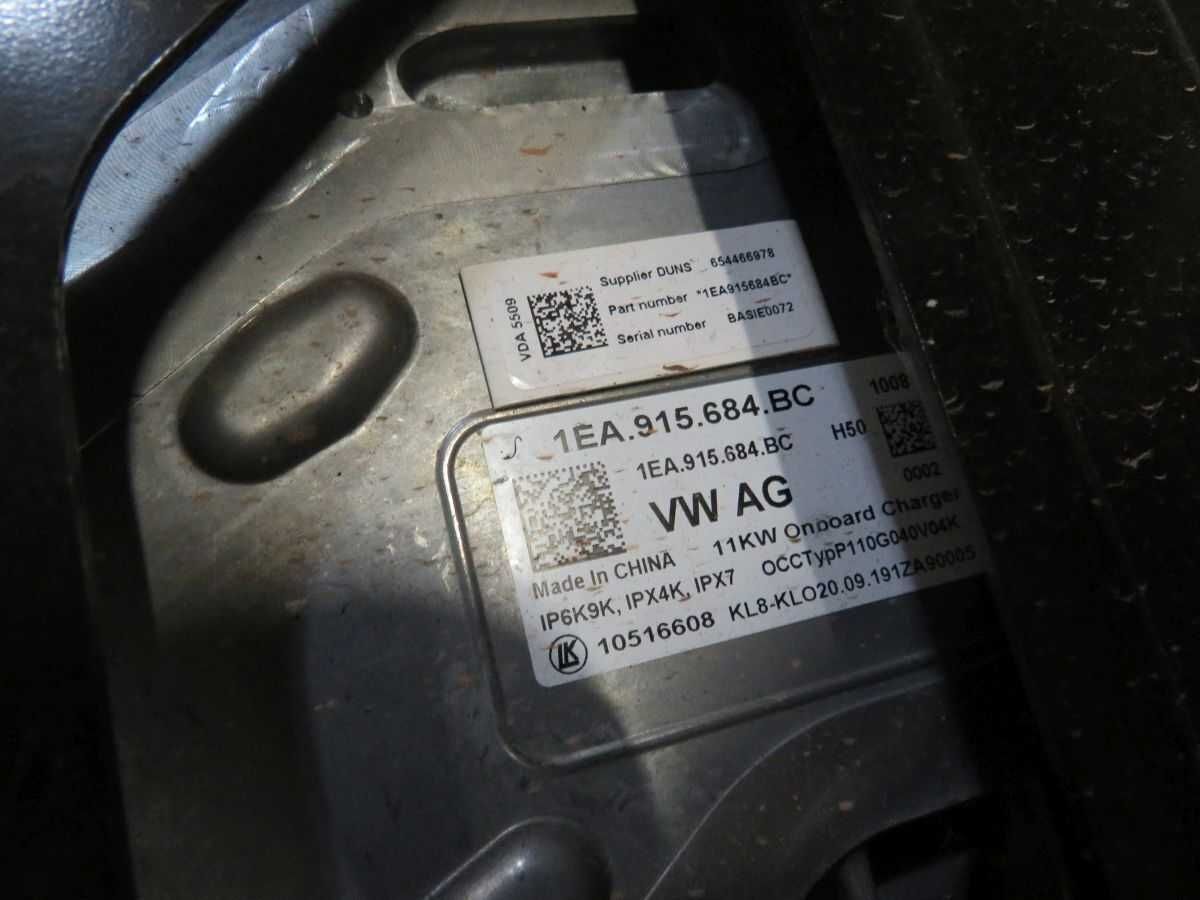 VDA 5509
Supplier DUNS 654466978
Part number *1EA915684BC*
Serial number BASIE0072
1EA.915.684.BC 1008
1EA.915.684.BC H50
VW AG 0002
11KW Onboard Charger
Made In CHINA OCCTypP110G040V04K
IP6K9K, IPX4K, IPX7
LK 10516608 KL8-KLO20.09.191ZA90005